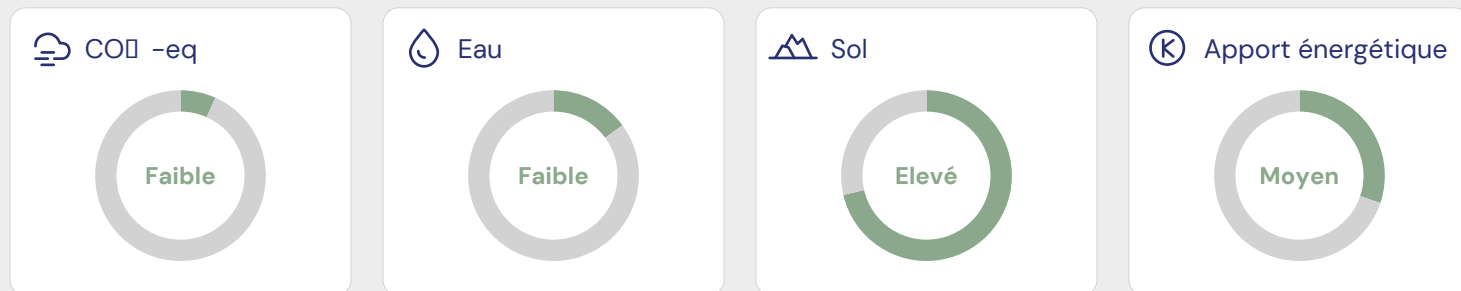 CO▯ -eq
Eau
Sol
Apport énergétique
Faible
Faible
Elevé
Moyen